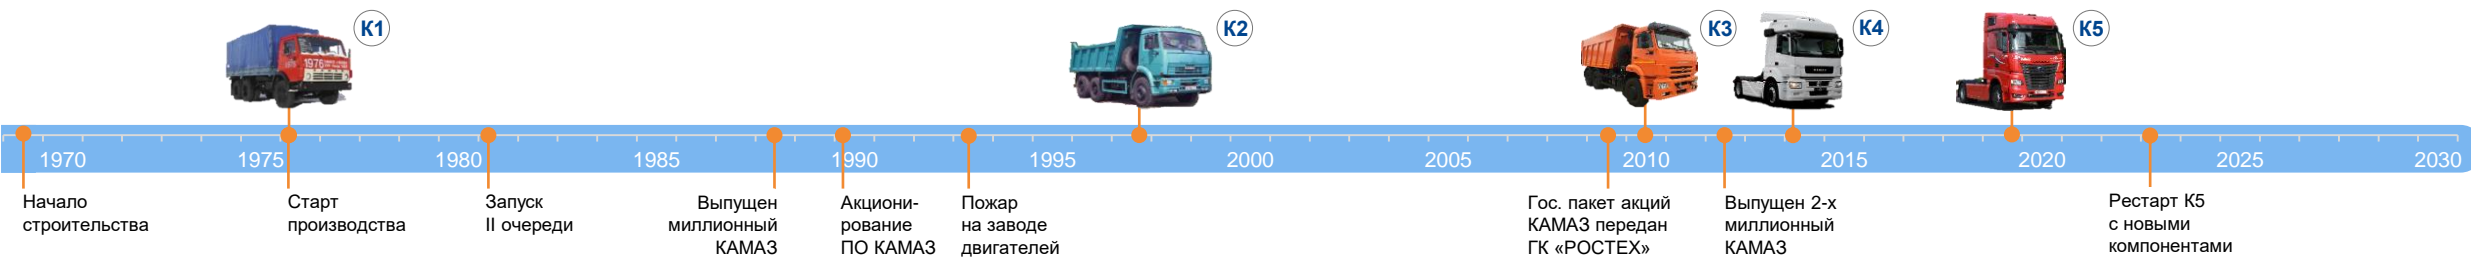 К1
К2
К3
К4
К5
1976
1970
1975
1980
1985
1990
1995
2000
2005
2010
2015
2020
2025
2030
Начало
строительства
Старт
производства
Запуск
II очереди
Выпущен
миллионный
КАМАЗ
Акциони-
рование
ПО КАМАЗ
Пожар
на заводе
двигателей
Гос. пакет акций
КАМАЗ передан
ГК «РОСТЕХ»
Выпущен 2-х
миллионный
КАМАЗ
Рестарт К5
с новыми
компонентами